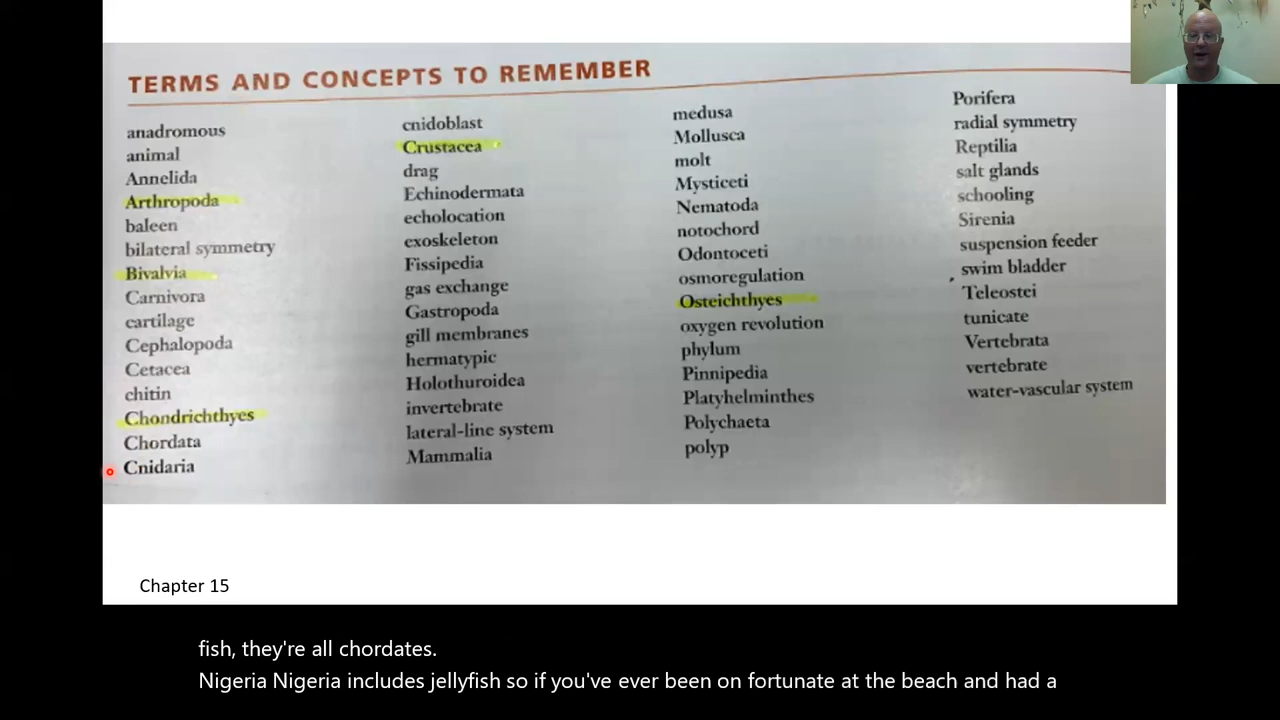 TERMS AND CONCEPTS TO REMEMBER
anadromous
animal
Annelida
Arthropoda
baleen
bilateral symmetry
Bivalvia
Carnivora
cartilage
Cephalopoda
Cetacea
chitin
Chondrichthyes
Chordata
Cnidaria
cnidoblast
Crustacea
drag
Echinodermata
echolocation
exoskeleton
Fissipedia
gas exchange
Gastropoda
gill membranes
hermatypic
Holothuroidea
invertebrate
lateral-line system
Mammalia
medusa
Mollusca
molt
Mysticeti
Nematoda
notochord
Odontoceti
osmoregulation
Osteichthyes
oxygen revolution
phylum
Pinnipedia
Platyhelminthes
Polychaeta
polyp
Porifera
radial symmetry
Reptilia
salt glands
schooling
Sirenia
suspension feeder
swim bladder
Teleostei
tunicate
Vertebrata
vertebrate
water-vascular system
Chapter 15
fish, they're all chordates.
Nigeria Nigeria includes jellyfish so if you've ever been on fortunate at the beach and had a